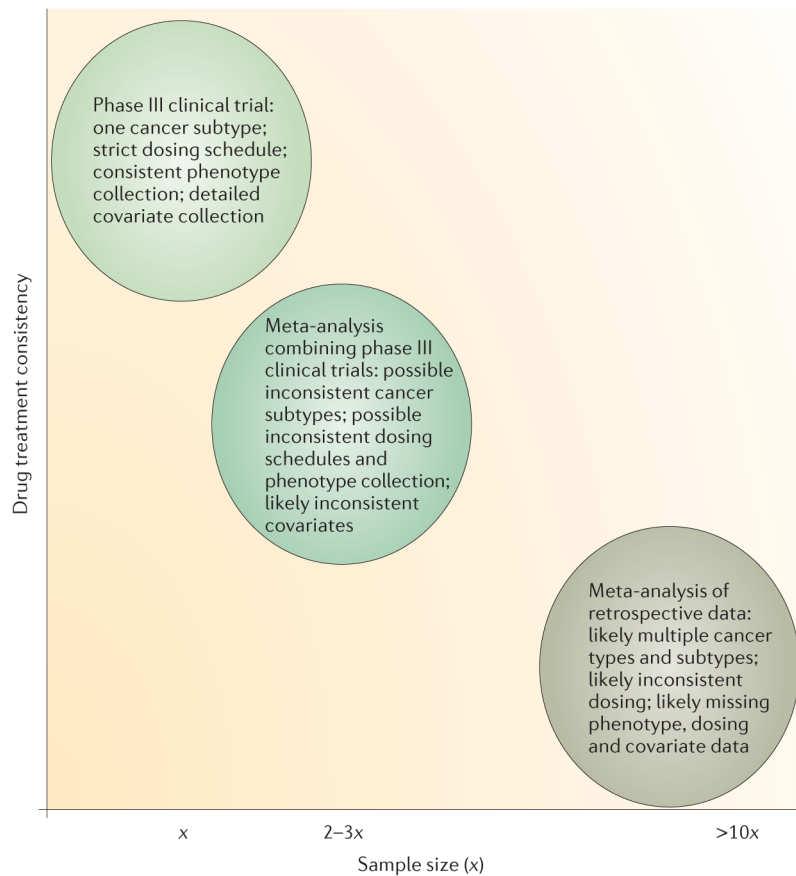 Drug treatment consistency
Phase III clinical trial:
one cancer subtype;
strict dosing schedule;
consistent phenotype
collection; detailed
covariate collection
Meta-analysis
combining phase III
clinical trials: possible
inconsistent cancer
subtypes; possible
inconsistent dosing
schedules and
phenotype collection;
likely inconsistent
covariates
Meta-analysis of
retrospective data:
likely multiple cancer
types and subtypes;
likely inconsistent
dosing; likely missing
phenotype, dosing
and covariate data
x 2–3x >10x
Sample size (x)